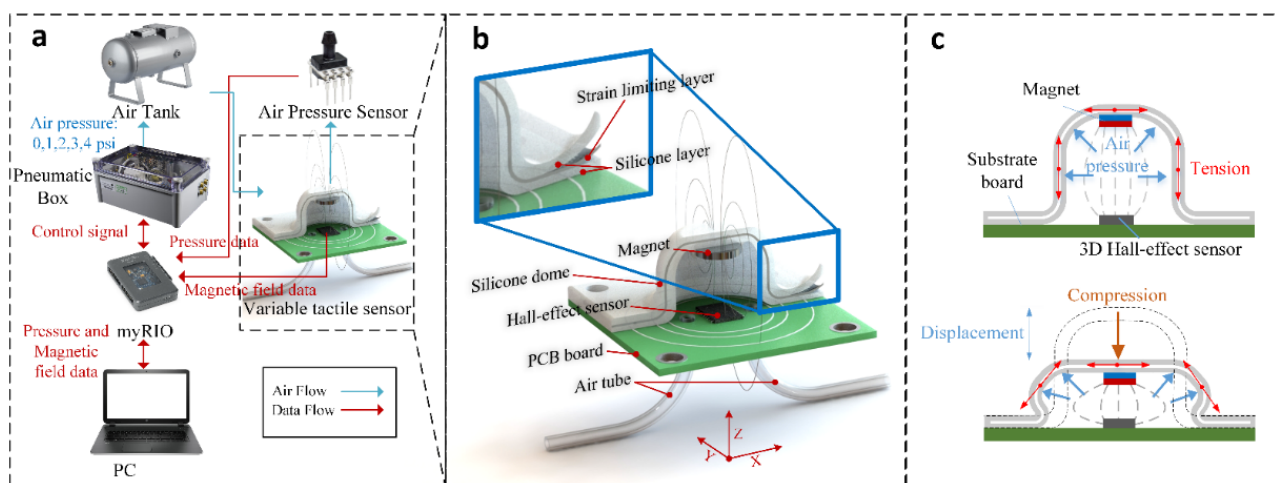 a
Air Tank
Air Pressure Sensor
Air pressure:
0,1,2,3,4 psi
Pneumatic
Box
Control signal
Pressure data
Magnetic field data
Variable tactile sensor
myRIO
Pressure and
Magnetic
field data
PC
Air Flow
Data Flow
b
Strain limiting layer
Silicone layer
Magnet
Silicone dome
Hall-effect sensor
PCB board
Air tube
Z
Y
X
c
Magnet
Air
pressure
Substrate
board
Tension
3D Hall-effect sensor
Compression
Displacement